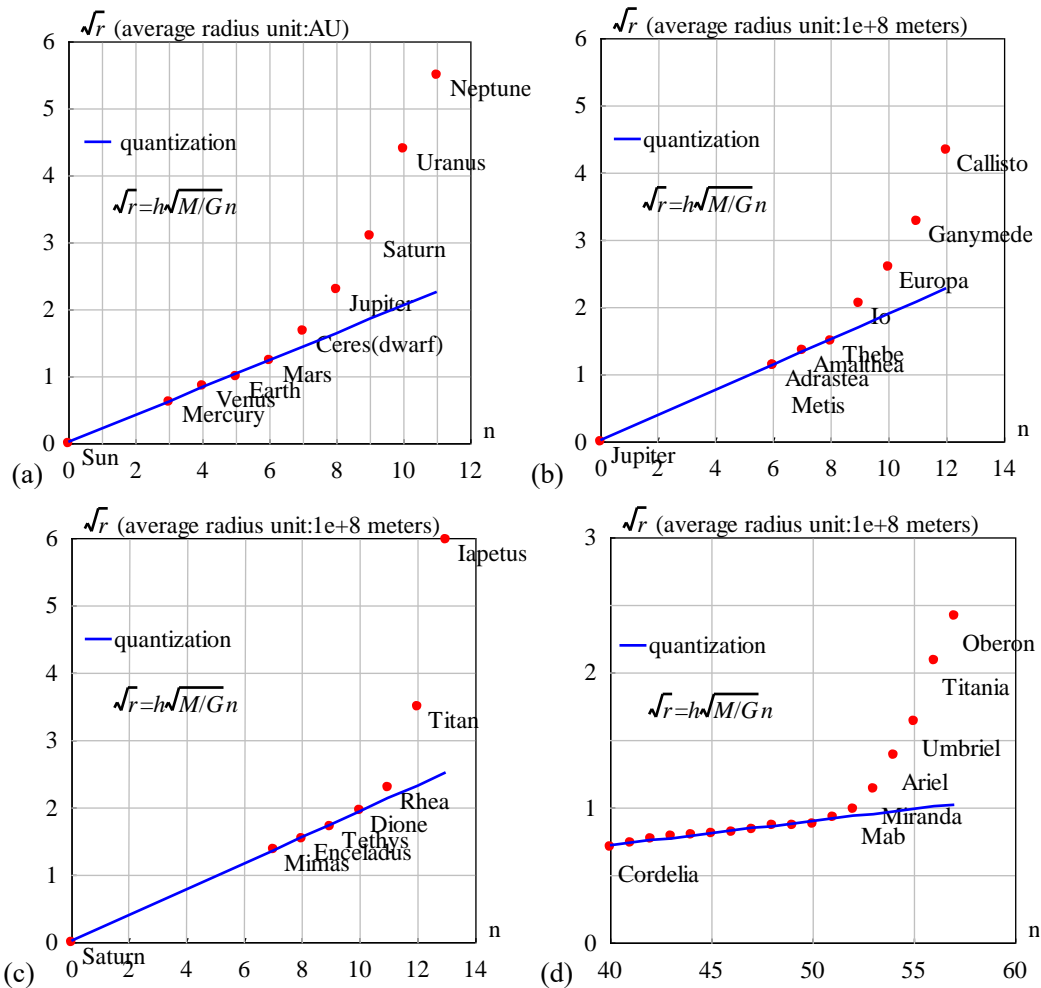 √r (average radius unit:AU)
6
5
4
3
2
1
0
Neptune
Uranus
quantization
√r=h√M/Gn
Saturn
Jupiter
Ceres(dwarf)
Mars
Earth
Venus
Mercury
Sun
n
(a)
0 2 4 6 8 10 12
√r (average radius unit:1e+8 meters)
6
5
4
3
2
1
0
quantization
Callisto
√r=h√M/Gn
Ganymede
Europa
Io
Thebe
Amalthea
Adrastea
Metis
Jupiter
n
(b)
0 2 4 6 8 10 12 14
√r (average radius unit:1e+8 meters)
6
5
4
3
2
1
0
Iapetus
quantization
√r=h√M/Gn
Titan
Rhea
Dione
Tethys
Enceladus
Mimas
Saturn
n
(c)
0 2 4 6 8 10 12 14
√r (average radius unit:1e+8 meters)
3
2
1
0
quantization
Oberon
Titania
√r=h√M/Gn
Umbriel
Ariel
Miranda
Mab
Cordelia
n
(d)
40 45 50 55 60